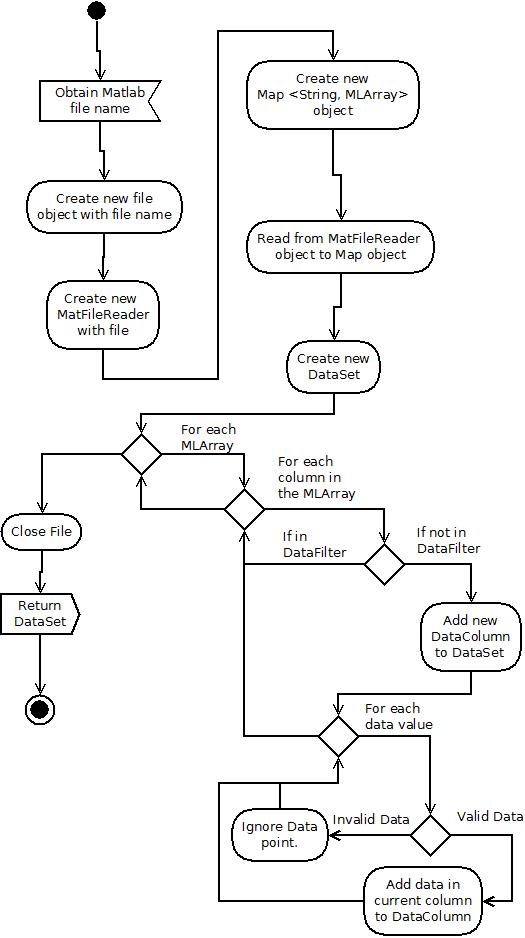 Obtain Matlab
file name
Create new file
object with file name
Create new
MatFileReader
with file
Create new
Map <String, MLArray>
object
Read from MatFileReader
object to Map object
Create new
DataSet
For each
MLArray
For each
column in
the MLArray
If in
DataFilter
If not in
DataFilter
Close File
Return
DataSet
Add new
DataColumn
to DataSet
For each
data value
Invalid Data
Valid Data
Ignore Data
point.
Add data in
current column
to DataColumn